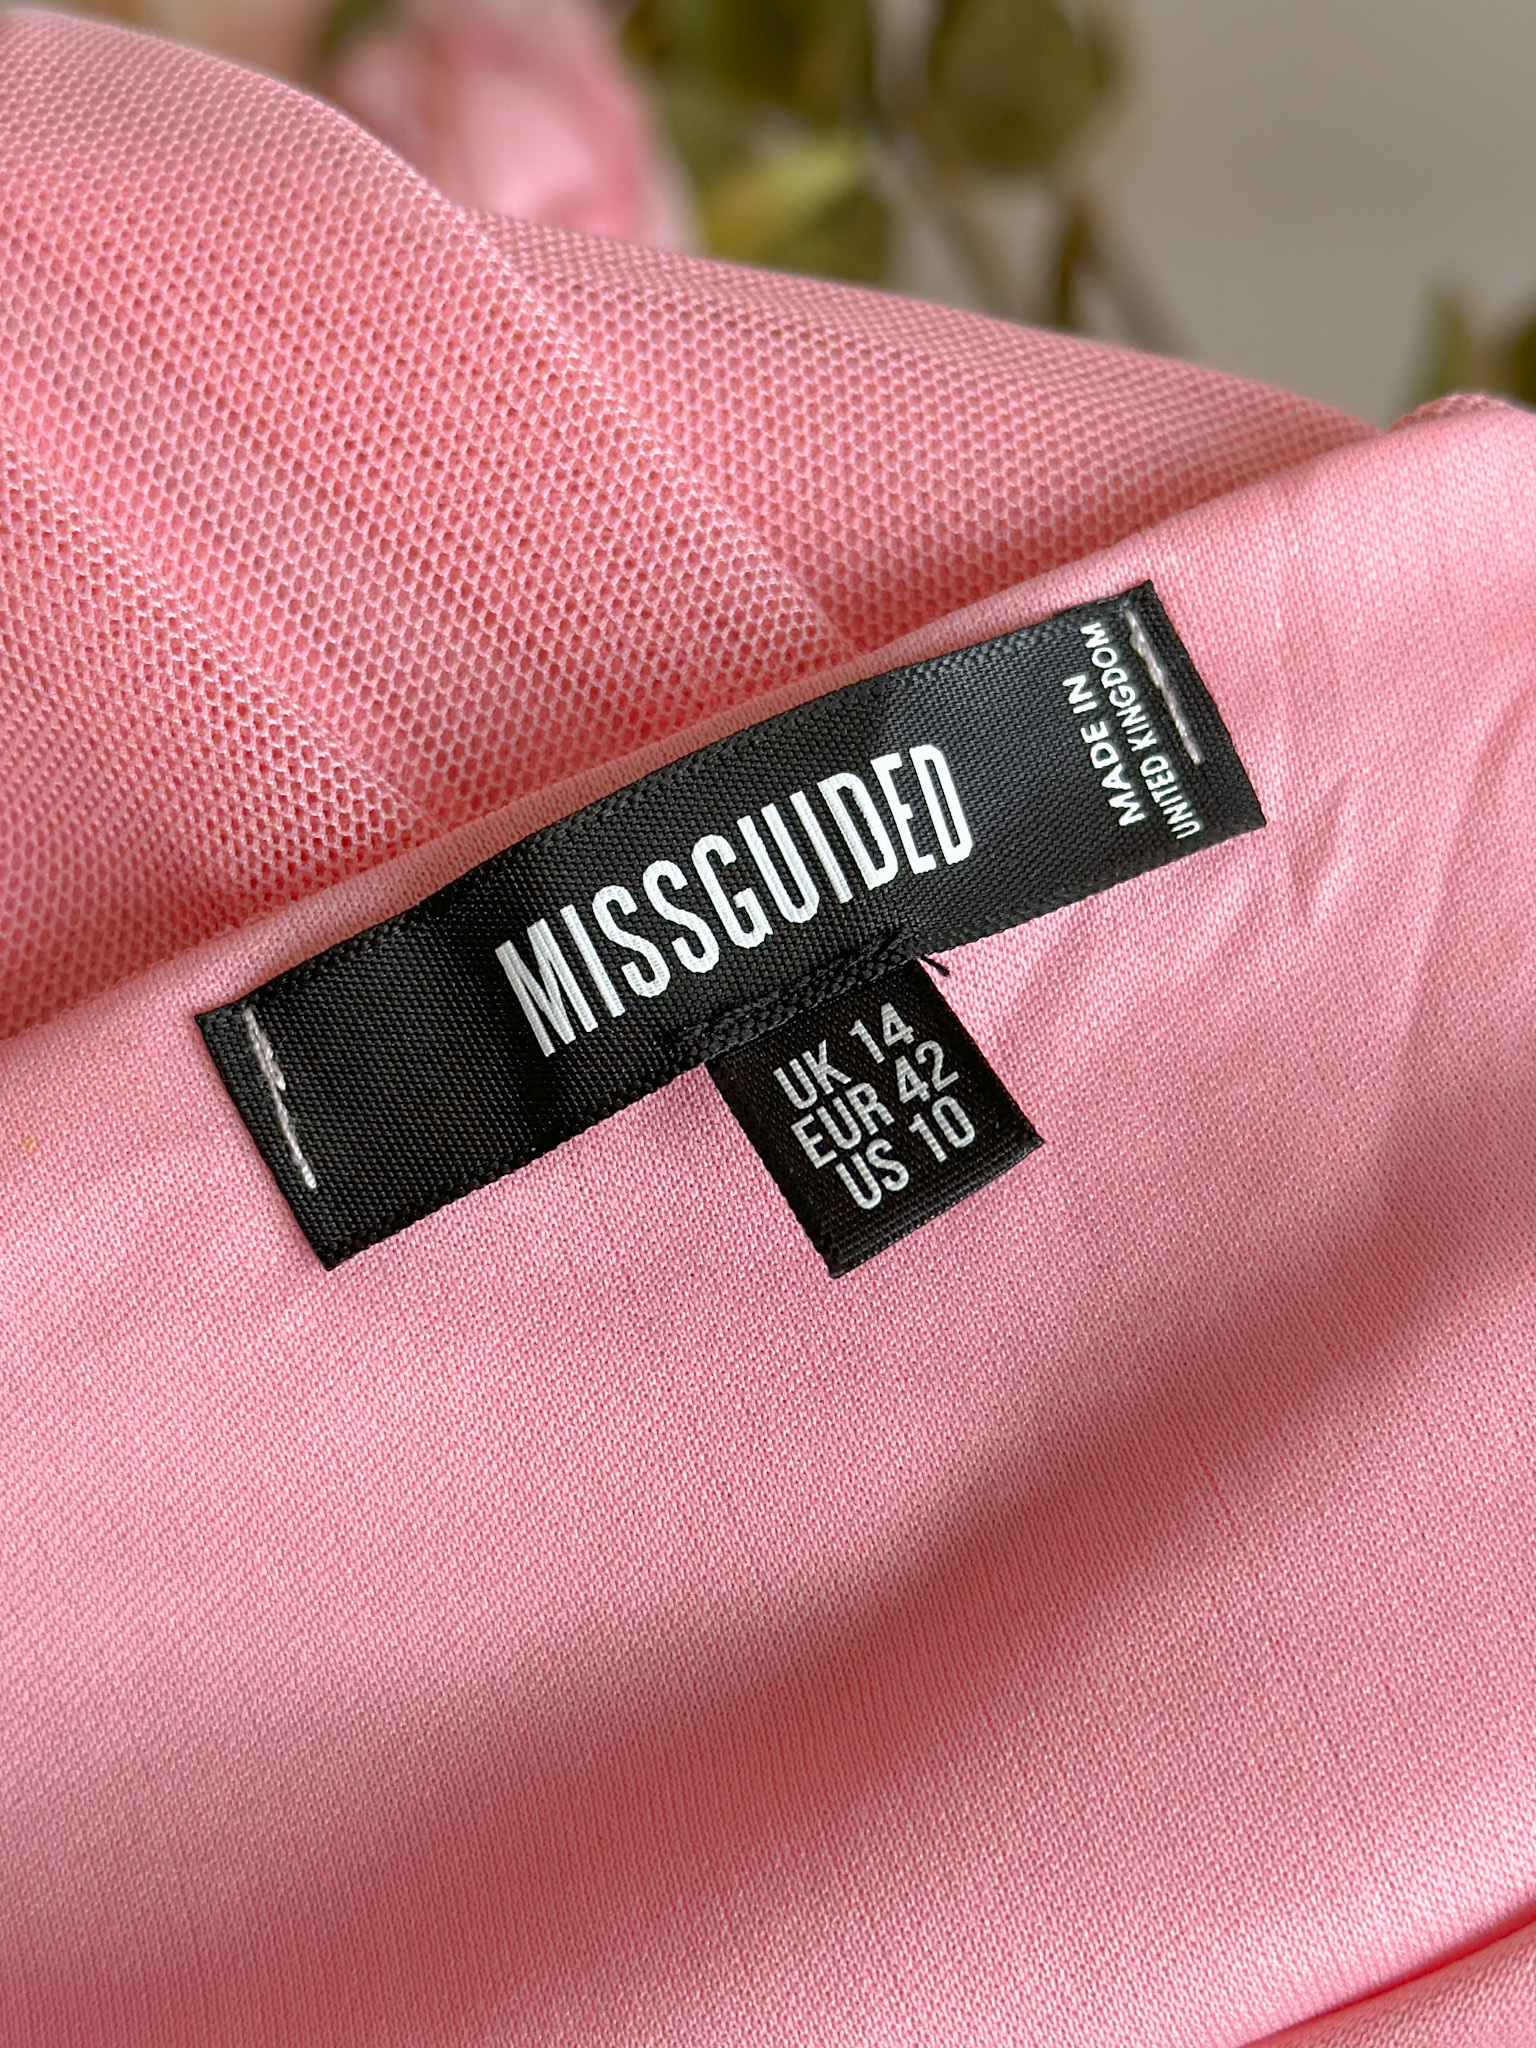 MISSGUIDED
MADE IN
UNITED KINGDOM
UK 14
EUR 42
US 10